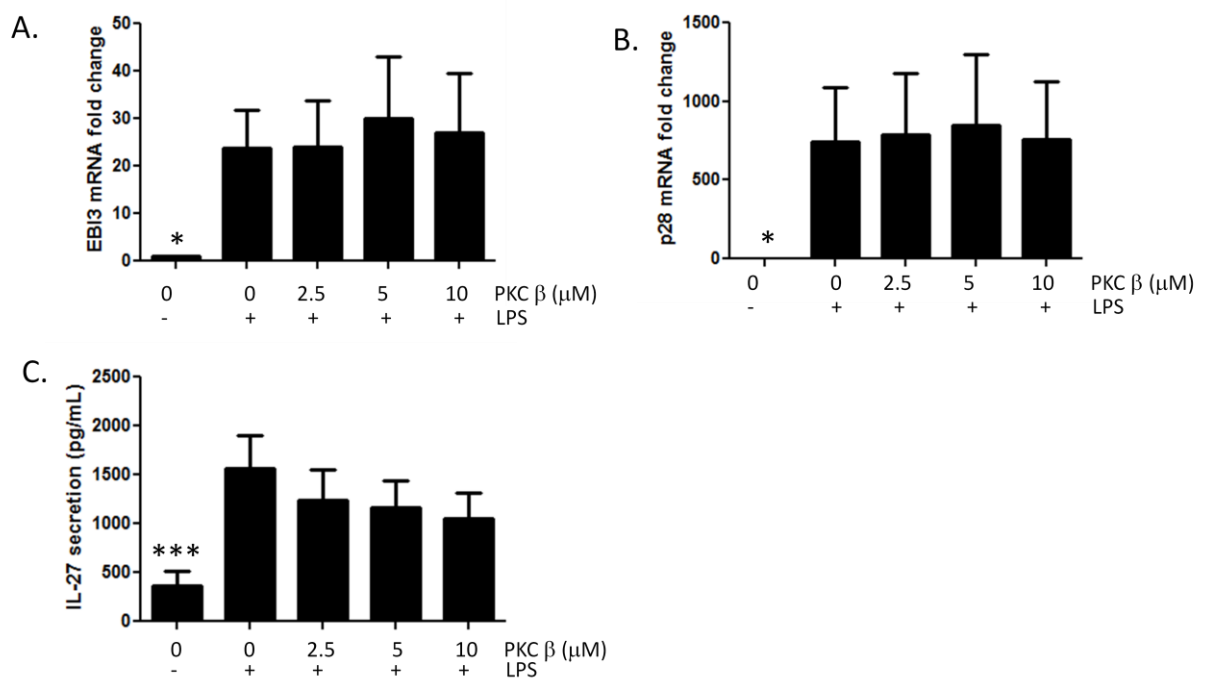 A.
EBI3 mRNA fold change
50
40
30
20
10
0
*
0 0 2.5 5 10 PKC β (μM)
- + + + + LPS
B.
p28 mRNA fold change
1500
1000
500
0
*
0 0 2.5 5 10 PKC β (μM)
- + + + + LPS
C.
IL-27 secretion (pg/mL)
2500
2000
1500
1000
500
0
***
0 0 2.5 5 10 PKC β (μM)
- + + + + LPS